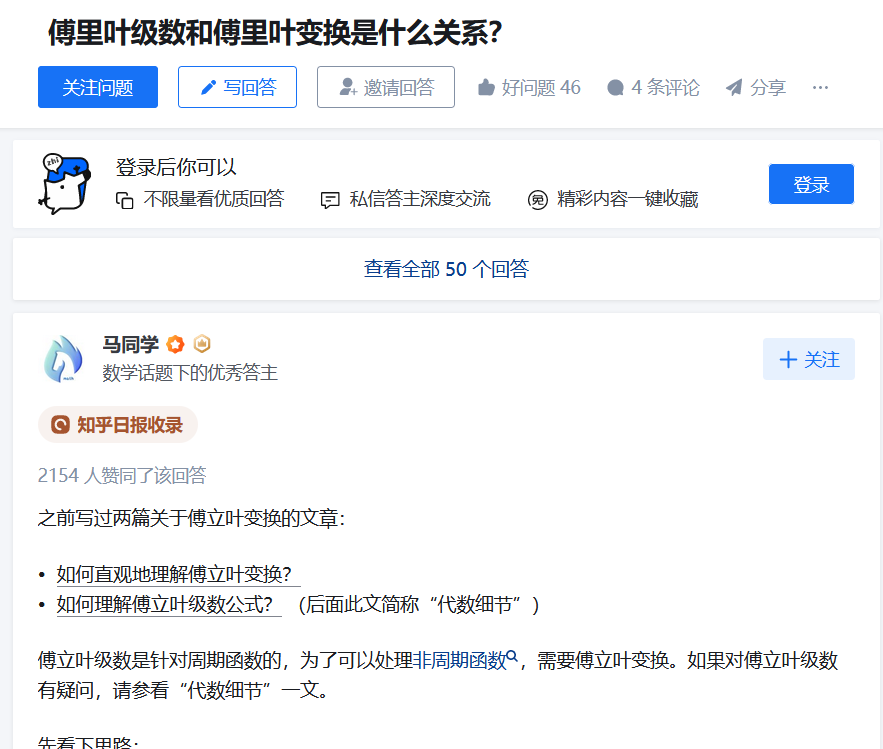 傅里叶级数和傅里叶变换是什么关系?
关注问题 写回答 邀请回答 好问题 46 4 条评论 分享 ···
zhi
登录后你可以
不限量看优质回答 私信答主深度交流 免 精彩内容一键收藏
登录
查看全部 50 个回答
马同学
数学话题下的优秀答主
+ 关注
知乎日报收录
2154 人赞同了该回答
之前写过两篇关于傅立叶变换的文章:
• 如何直观地理解傅立叶变换?
• 如何理解傅立叶级数公式? (后面此文简称“代数细节”)
傅立叶级数是针对周期函数的，为了可以处理非周期函数，需要傅立叶变换。如果对傅立叶级数
有疑问，请参看“代数细节”一文。
先看下思路: